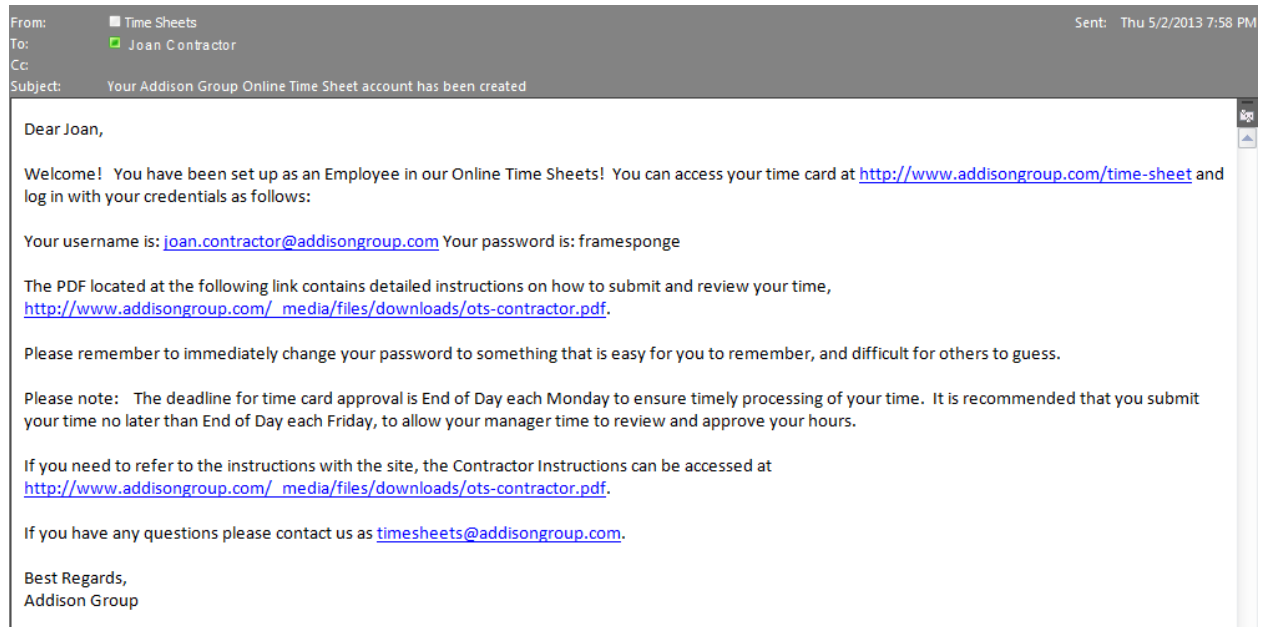 From: Time Sheets Sent: Thu 5/2/2013 7:58 PM
To: Joan Contractor
Cc:
Subject: Your Addison Group Online Time Sheet account has been created
Dear Joan,
Welcome! You have been set up as an Employee in our Online Time Sheets! You can access your time card at http://www.addisongroup.com/time-sheet and
log in with your credentials as follows:
Your username is: joan.contractor@addisongroup.com Your password is: framesponge
The PDF located at the following link contains detailed instructions on how to submit and review your time,
http://www.addisongroup.com/_media/files/downloads/ots-contractor.pdf.
Please remember to immediately change your password to something that is easy for you to remember, and difficult for others to guess.
Please note: The deadline for time card approval is End of Day each Monday to ensure timely processing of your time. It is recommended that you submit
your time no later than End of Day each Friday, to allow your manager time to review and approve your hours.
If you need to refer to the instructions with the site, the Contractor Instructions can be accessed at
http://www.addisongroup.com/_media/files/downloads/ots-contractor.pdf.
If you have any questions please contact us as timesheets@addisongroup.com.
Best Regards,
Addison Group